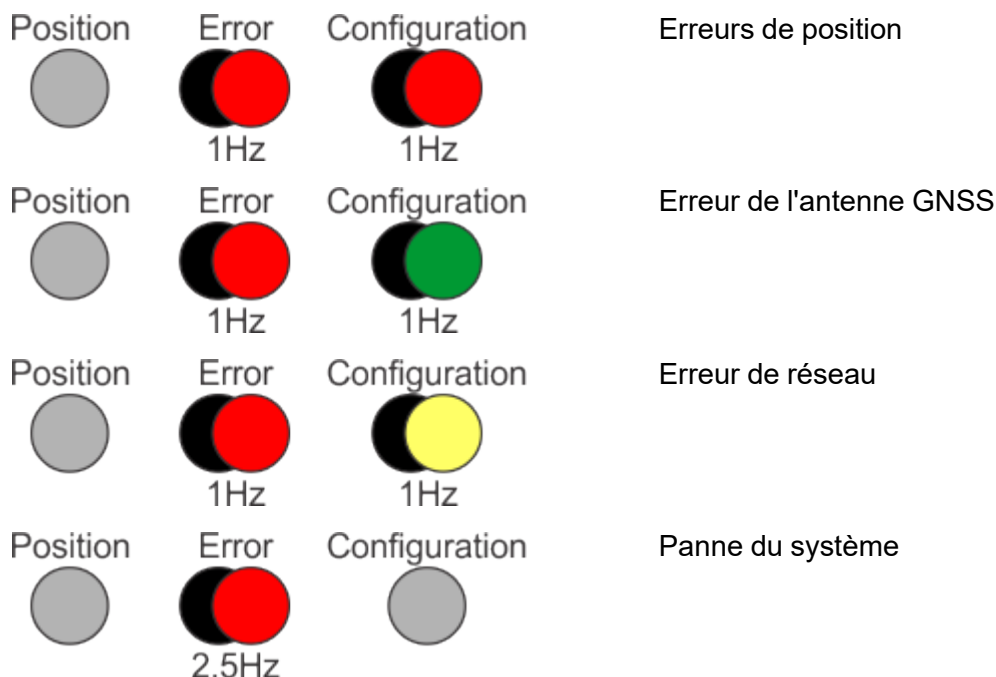 Position Error Configuration Erreurs de position
1Hz 1Hz
Position Error Configuration Erreur de l'antenne GNSS
1Hz 1Hz
Position Error Configuration Erreur de réseau
1Hz 1Hz
Position Error Configuration Panne du système
2.5Hz